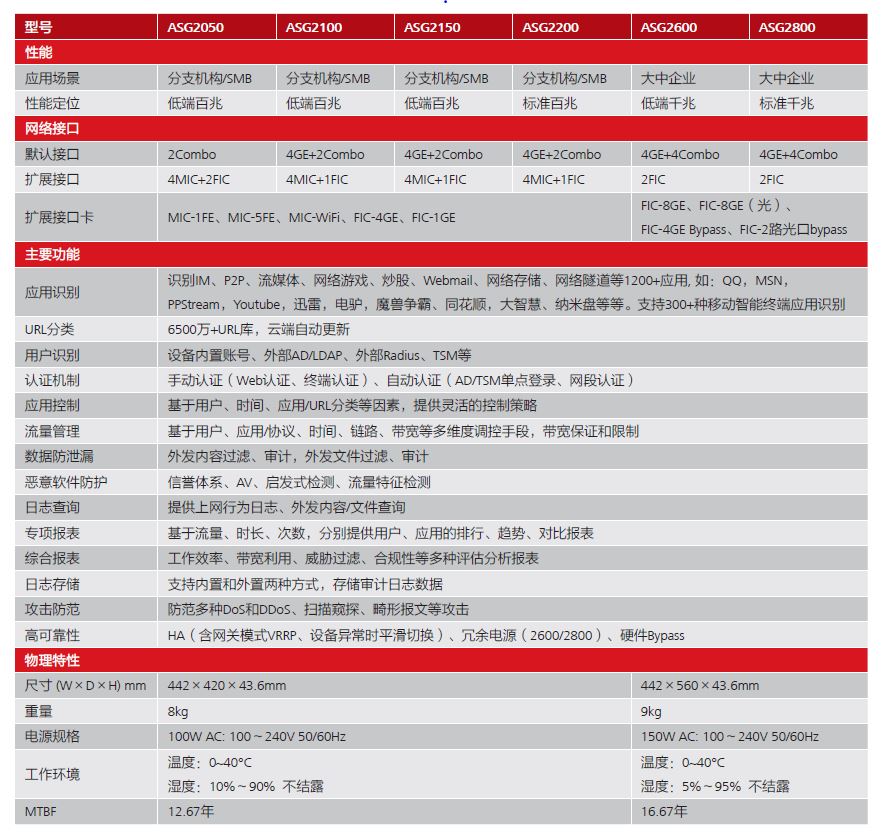 型号 ASG2050 ASG2100 ASG2150 ASG2200 ASG2600 ASG2800
性能
应用场景 分支机构/SMB 分支机构/SMB 分支机构/SMB 分支机构/SMB 大中企业 大中企业
性能定位 低端百兆 低端百兆 低端百兆 标准百兆 低端千兆 标准千兆
网络接口
默认接口 2Combo 4GE+2Combo 4GE+2Combo 4GE+2Combo 4GE+4Combo 4GE+4Combo
扩展接口 4MIC+2FIC 4MIC+1FIC 4MIC+1FIC 4MIC+1FIC 2FIC 2FIC
扩展接口卡 MIC-1FE、MIC-5FE、MIC-WiFi、FIC-4GE、FIC-1GE FIC-8GE、FIC-8GE（光）、
FIC-4GE Bypass、FIC-2路光口bypass
主要功能
应用识别 识别IM、P2P、流媒体、网络游戏、炒股、Webmail、网络存储、网络隧道等1200+应用, 如: QQ，MSN，
PPStream，Youtube，迅雷，电驴，魔兽争霸、同花顺，大智慧、纳米盘等等。支持300+种移动智能终端应用识别
URL分类 6500万+URL库，云端自动更新
用户识别 设备内置账号、外部AD/LDAP、外部Radius、TSM等
认证机制 手动认证（Web认证、终端认证）、自动认证（AD/TSM单点登录、网段认证）
应用控制 基于用户、时间、应用/URL分类等因素，提供灵活的控制策略
流量管理 基于用户、应用/协议、时间、链路、带宽等多维度调控手段，带宽保证和限制
数据防泄漏 外发内容过滤、审计，外发文件过滤、审计
恶意软件防护 信誉体系、AV、启发式检测、流量特征检测
日志查询 提供上网行为日志、外发内容/文件查询
专项报表 基于流量、时长、次数，分别提供用户、应用的排行、趋势、对比报表
综合报表 工作效率、带宽利用、威胁过滤、合规性等多种评估分析报表
日志存储 支持内置和外置两种方式，存储审计日志数据
攻击防范 防范多种DoS和DDoS、扫描窥探、畸形报文等攻击
高可靠性 HA（含网关模式VRRP、设备异常时平滑切换）、冗余电源（2600/2800）、硬件Bypass
物理特性
尺寸 (W×D×H) mm 442×420×43.6mm 442×560×43.6mm
重量 8kg 9kg
电源规格 100W AC: 100～240V 50/60Hz 150W AC: 100～240V 50/60Hz
工作环境 温度：0~40°C 温度：0~40°C
湿度：10%～90% 不结露 湿度：5%～95% 不结露
MTBF 12.67年 16.67年